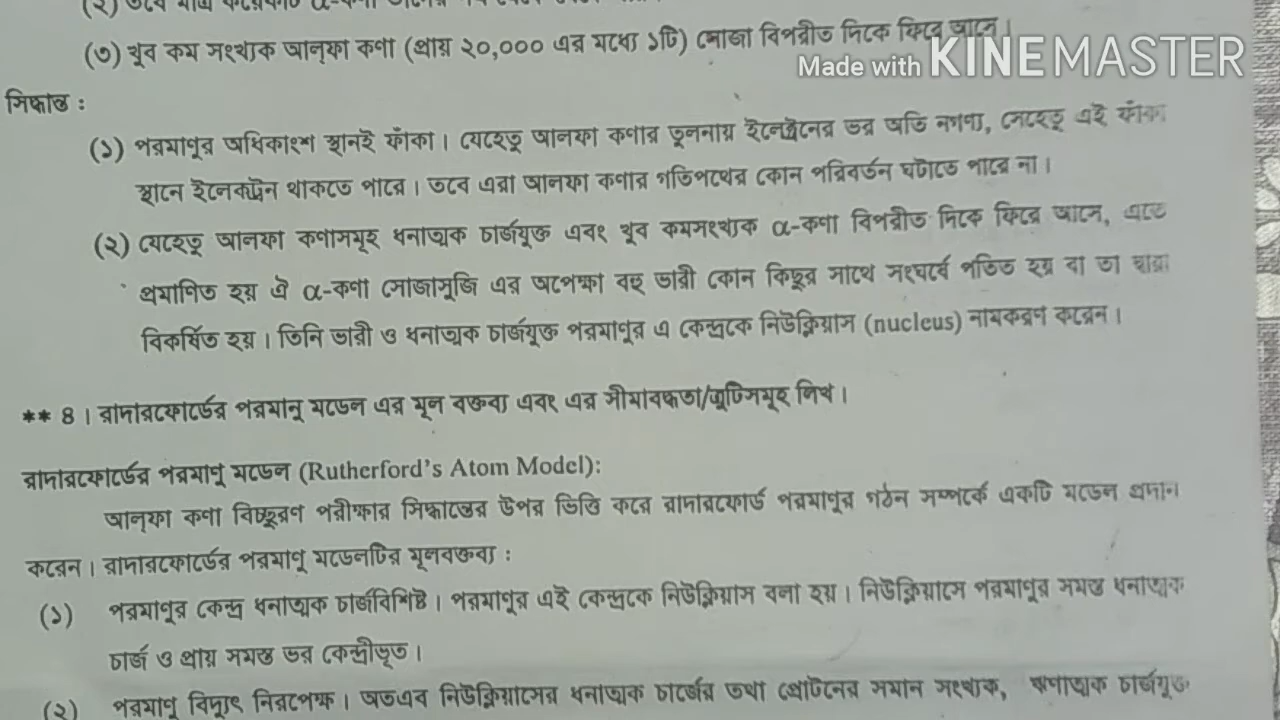 (২) তবে মাত্র কয়েকটি α-কণা
(৩) খুব কম সংখ্যক আল্ফা কণা (প্রায় ২০,০০০ এর মধ্যে ১টি) সোজা বিপরীত দিকে ফিরে আসে।
Made with KINEMASTER
সিদ্ধান্ত :
(১) পরমাণুর অধিকাংশ স্থানই ফাঁকা। যেহেতু আলফা কণার তুলনায় ইলেক্ট্রনের ভর অতি নগণ্য, সেহেতু এই ফাঁকা
স্থানে ইলেকট্রন থাকতে পারে। তবে এরা আলফা কণার গতিপথের কোন পরিবর্তন ঘটাতে পারে না।
(২) যেহেতু আলফা কণাসমূহ ধনাত্মক চার্জযুক্ত এবং খুব কমসংখ্যক α-কণা বিপরীত দিকে ফিরে আসে, এতে
প্রমাণিত হয় ঐ α-কণা সোজাসুজি এর অপেক্ষা বহু ভারী কোন কিছুর সাথে সংঘর্ষে পতিত হয় বা তা দ্বারা
বিকর্ষিত হয়। তিনি ভারী ও ধনাত্মক চার্জযুক্ত পরমাণুর এ কেন্দ্রকে নিউক্লিয়াস (nucleus) নামকরণ করেন।
** ৪। রাদারফোর্ডের পরমানু মডেল এর মূল বক্তব্য এবং এর সীমাবদ্ধতা/ত্রুটিসমূহ লিখ।
রাদারফোর্ডের পরমাণু মডেল (Rutherford's Atom Model):
আল্ফা কণা বিচ্ছুরণ পরীক্ষার সিদ্ধান্তের উপর ভিত্তি করে রাদারফোর্ড পরমাণুর গঠন সম্পর্কে একটি মডেল প্রদান
করেন। রাদারফোর্ডের পরমাণু মডেলটির মূলবক্তব্য :
(১) পরমাণুর কেন্দ্র ধনাত্মক চার্জবিশিষ্ট। পরমাণুর এই কেন্দ্রকে নিউক্লিয়াস বলা হয়। নিউক্লিয়াসে পরমাণুর সমস্ত ধনাত্মক
চার্জ ও প্রায় সমস্ত ভর কেন্দ্রীভূত।
(২) পরমাণু বিদ্যুৎ নিরপেক্ষ। অতএব নিউক্লিয়াসের ধনাত্মক চার্জের তথা প্রোটনের সমান সংখ্যক, ঋণাত্মক চার্জযুক্ত